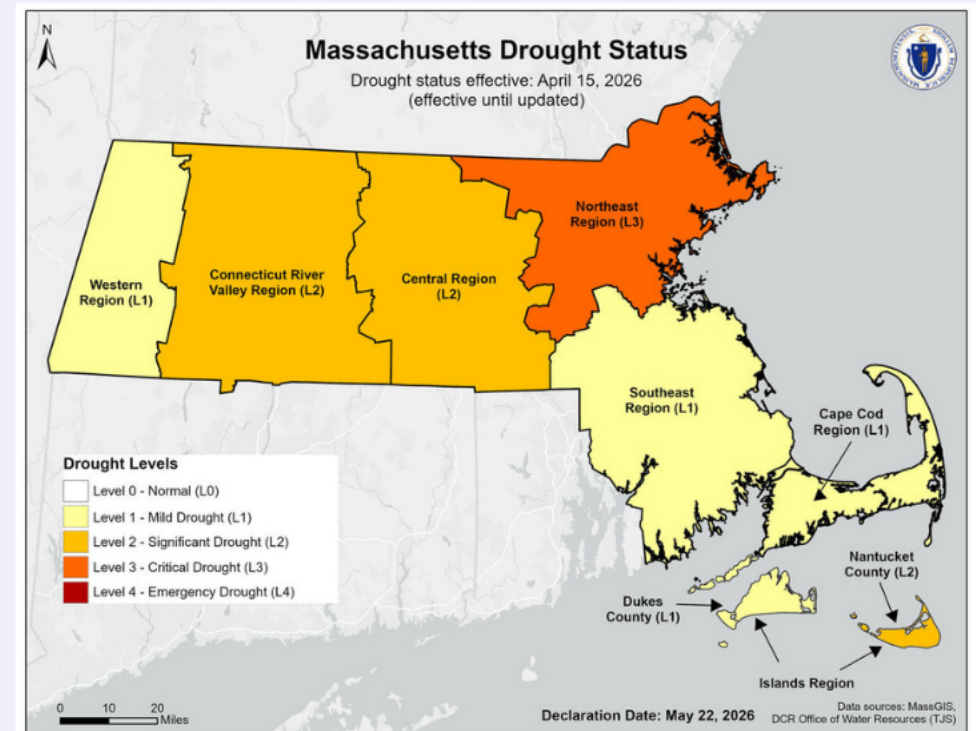 N
Massachusetts Drought Status
Drought status effective: April 15, 2026
(effective until updated)
Northeast
Region (L3)
Western
Region (L1)
Connecticut River
Valley Region (L2)
Central Region
(L2)
Southeast
Region (L1)
Cape Cod
Region (L1)
Drought Levels
Level 0 - Normal (L0)
Level 1 - Mild Drought (L1)
Level 2 - Significant Drought (L2)
Level 3 - Critical Drought (L3)
Level 4 - Emergency Drought (L4)
Nantucket
County (L2)
Dukes
County (L1)
Islands Region
0 10 20
Miles
Declaration Date: May 22, 2026
Data sources: MassGIS,
DCR Office of Water Resources (TJS)